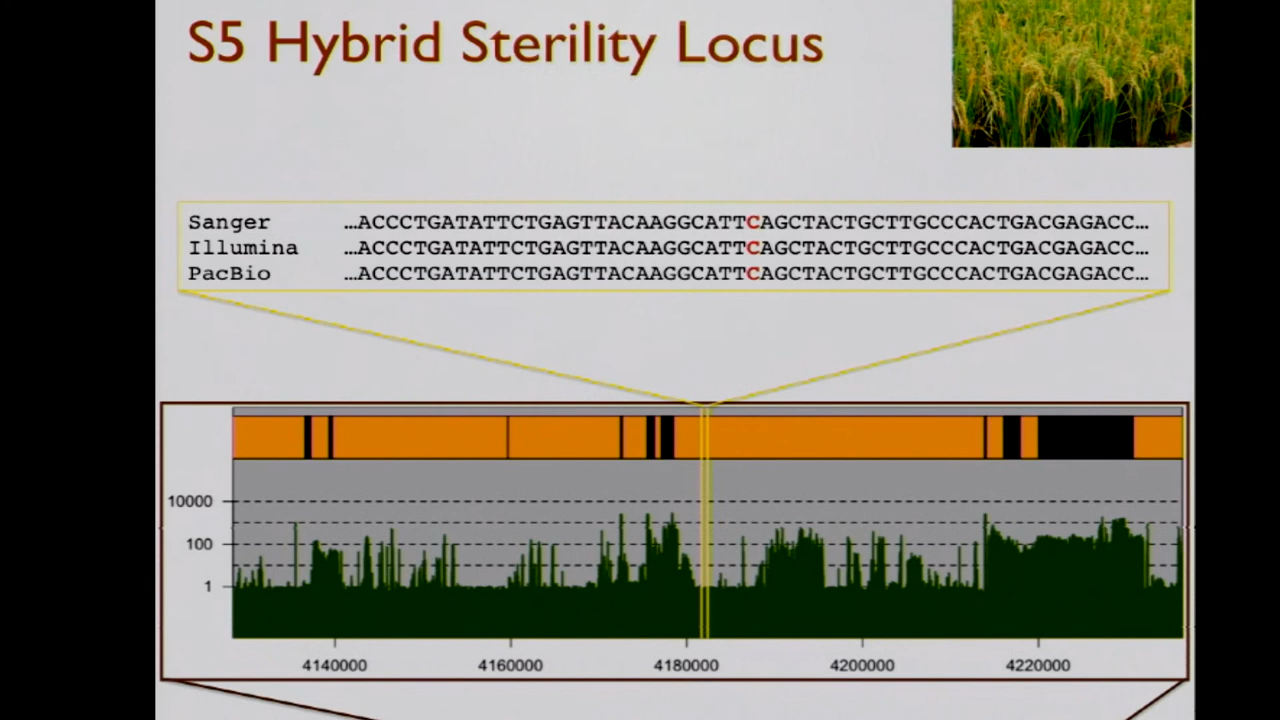 S5 Hybrid Sterility Locus
Sanger …ACCCTGATATTCTGAGTTACAAGGCATTCAGCTACTGCTTGCCCACTGACGAGACC…
Illumina …ACCCTGATATTCTGAGTTACAAGGCATTCAGCTACTGCTTGCCCACTGACGAGACC…
PacBio …ACCCTGATATTCTGAGTTACAAGGCATTCAGCTACTGCTTGCCCACTGACGAGACC…
10000
100
1
4140000 4160000 4180000 4200000 4220000